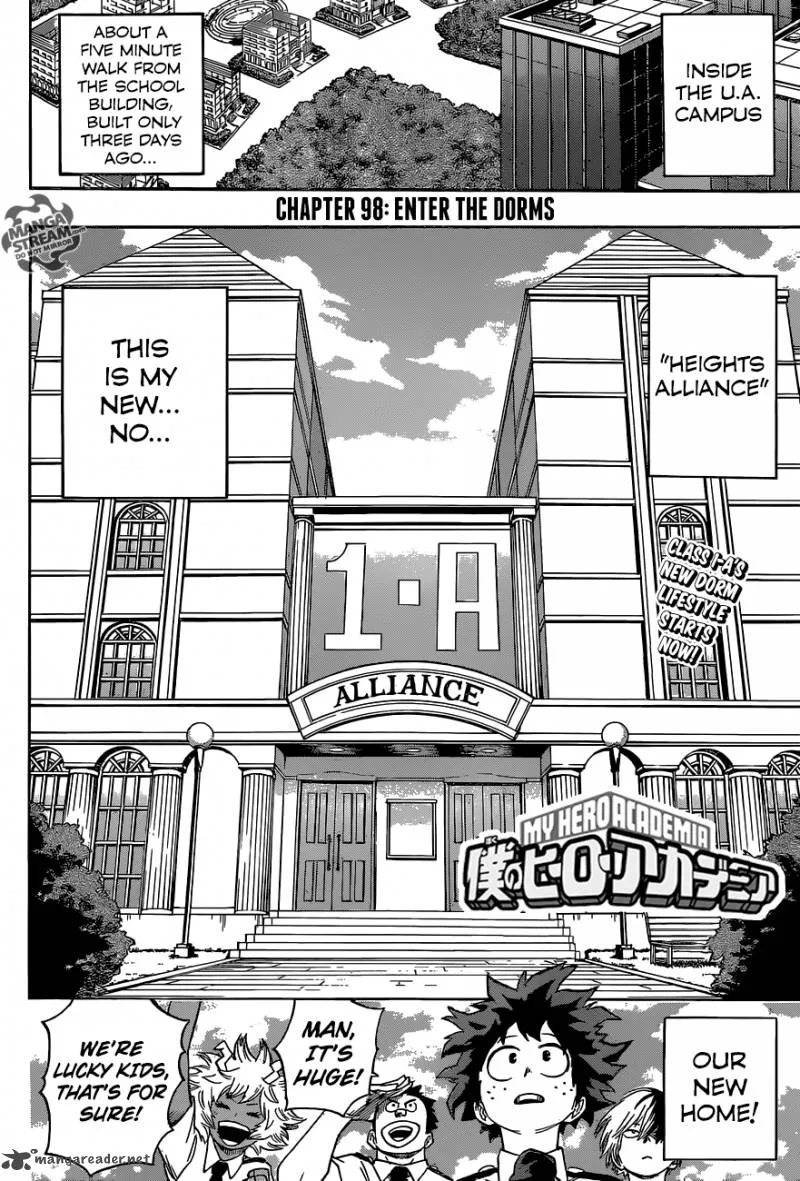 INSIDE
THE U.A.
CAMPUS
ABOUT A
FIVE MINUTE
WALK FROM
THE SCHOOL
BUILDING,
BUILT ONLY
THREE DAYS
AGO...
CHAPTER 98: ENTER THE DORMS
MANGA
STREAM.com
DO NOT MIRROR
"HEIGHTS
ALLIANCE"
THIS
IS MY
NEW...
NO...
1-A
ALLIANCE
CLASS 1-A'S
NEW DORM
LIFESTYLE
STARTS
NOW!
MY HERO ACADEMIA
僕のヒーローアカデミア
OUR
NEW
HOME!
MAN,
IT'S
HUGE!
WE'RE
LUCKY KIDS,
THAT'S FOR
SURE!
mangareader.net